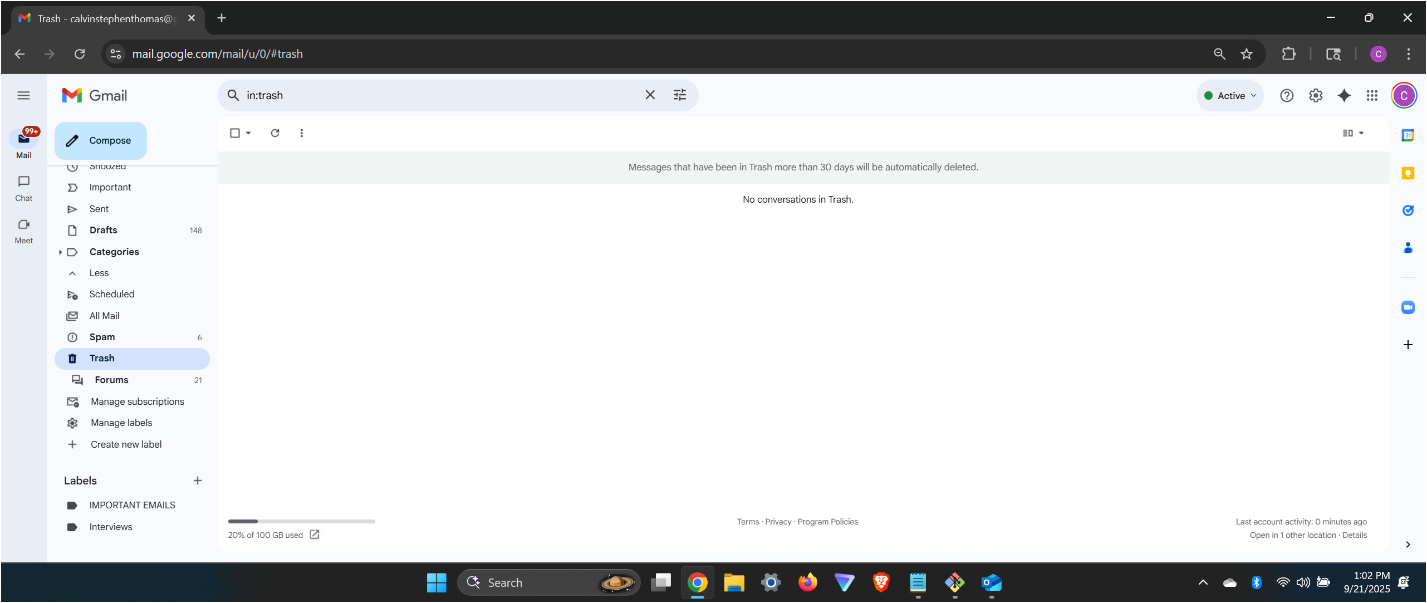 Trash - calvinstephenthomas@g
mail.google.com/mail/u/0/#trash
C
Gmail
in:trash
Active
C
99+
Mail
Chat
Meet
Compose
Snoozed
Important
Sent
Drafts 148
Categories
Less
Scheduled
All Mail
Spam 6
Trash
Forums 21
Manage subscriptions
Manage labels
Create new label
Labels
IMPORTANT EMAILS
Interviews
Messages that have been in Trash more than 30 days will be automatically deleted.
No conversations in Trash.
20% of 100 GB used
Terms · Privacy · Program Policies
Last account activity: 0 minutes ago
Open in 1 other location · Details
Search
1:02 PM
9/21/2025